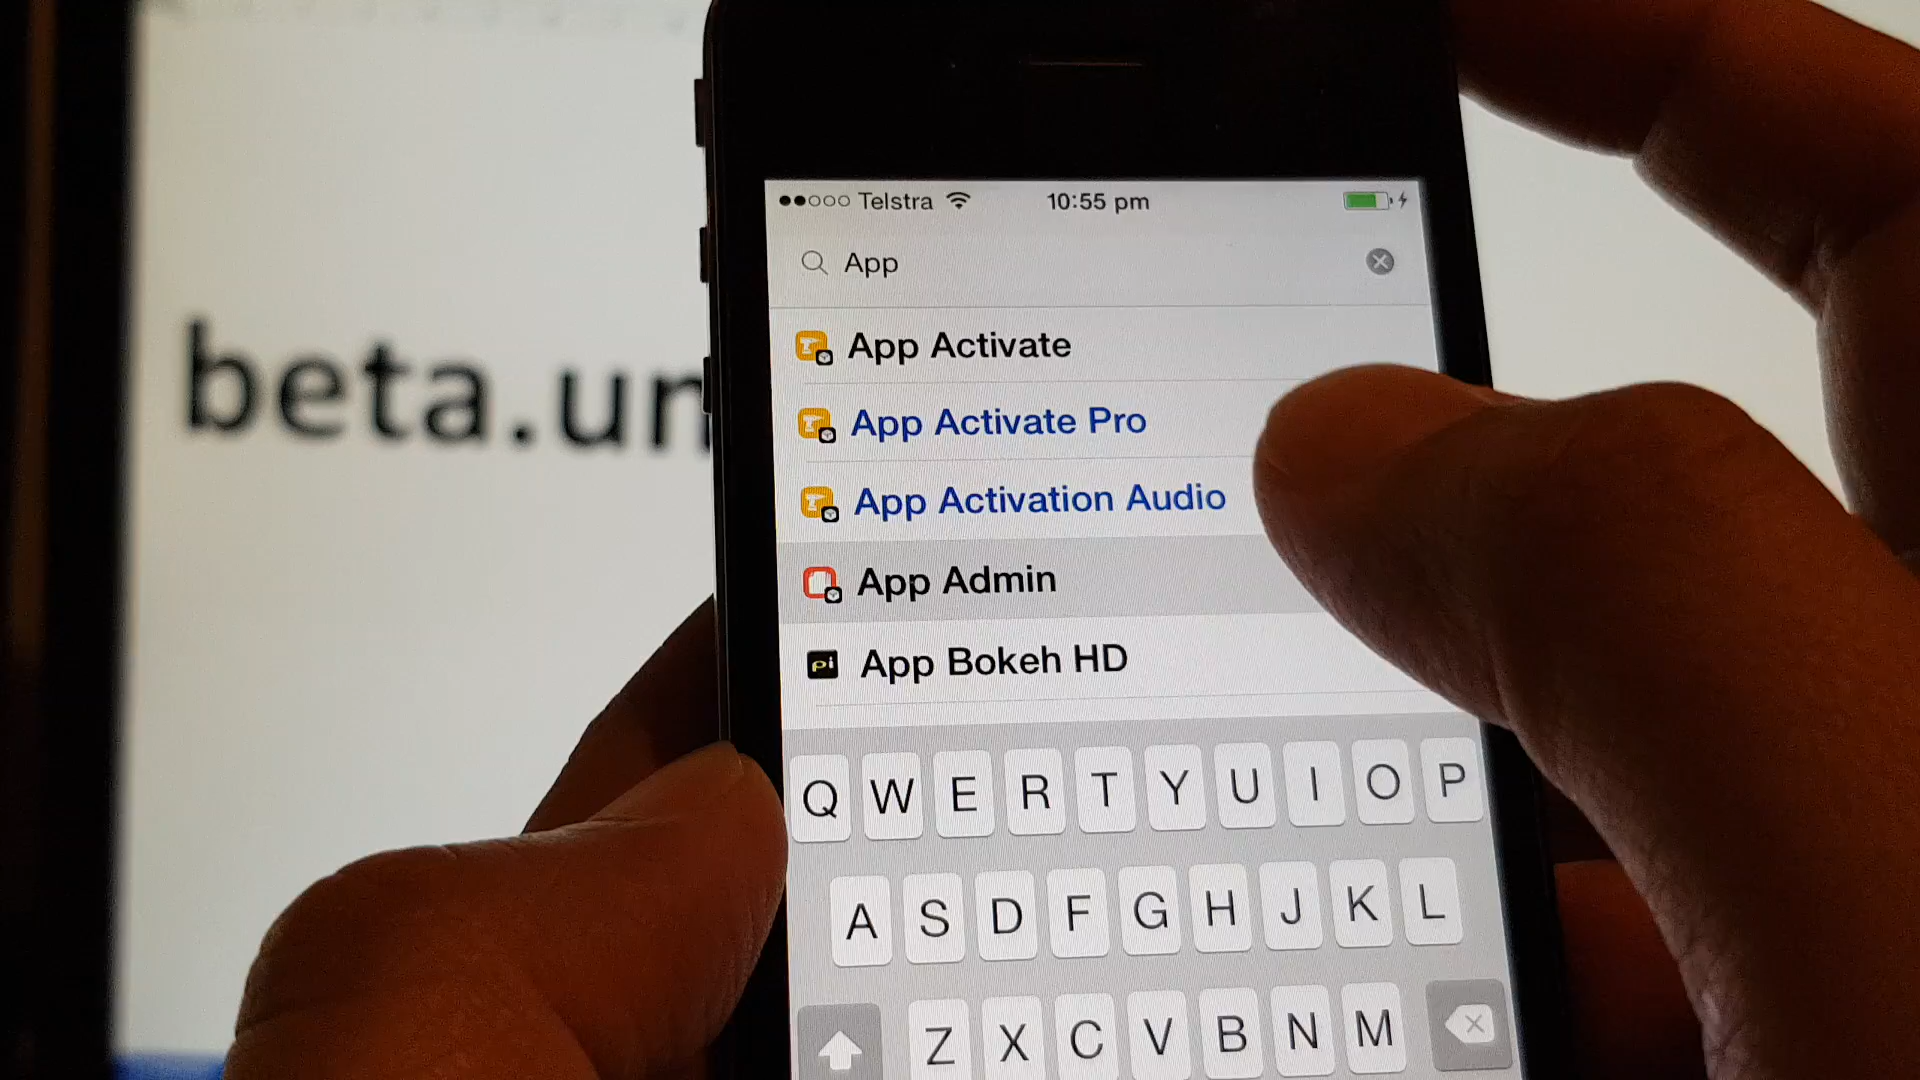 beta.un
Telstra 10:55 pm
App
App Activate
App Activate Pro
App Activation Audio
App Admin
pi App Bokeh HD
Q W E R T Y U I O P
A S D F G H J K L
Z X C V B N M